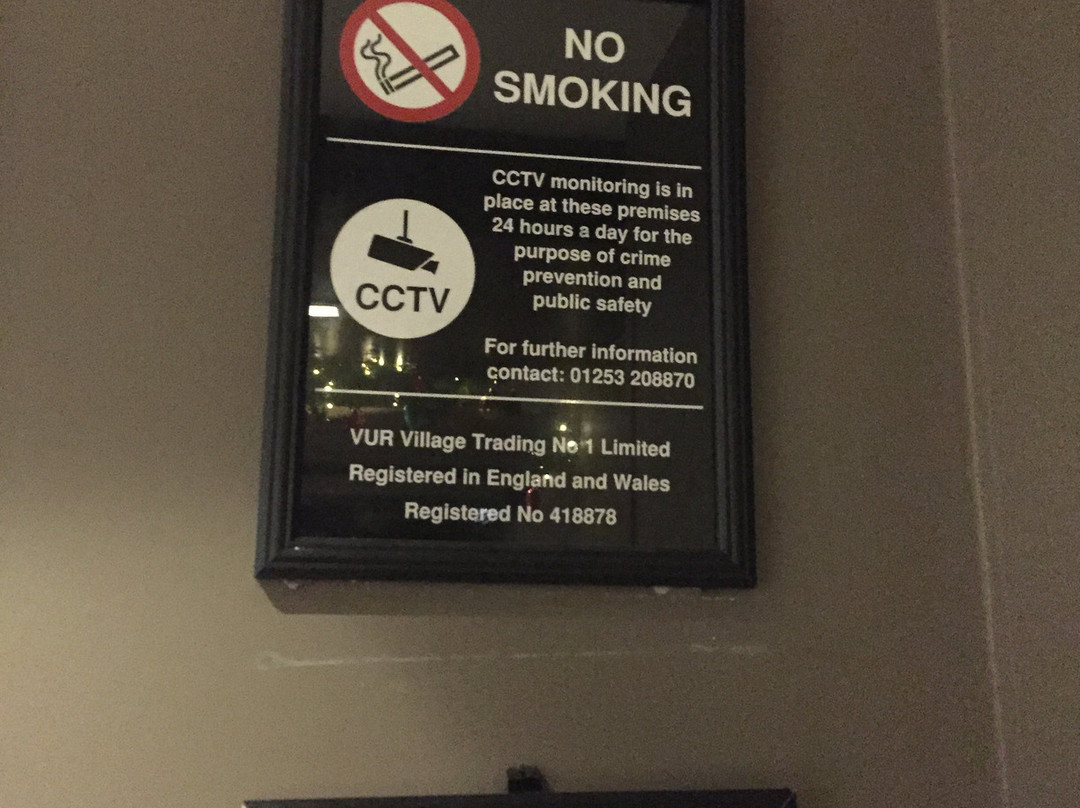 NO
SMOKING
CCTV monitoring is in
place at these premises
24 hours a day for the
purpose of crime
prevention and
public safety
CCTV
For further information
contact: 01253 208870
VUR Village Trading No 1 Limited
Registered in England and Wales
Registered No 418878